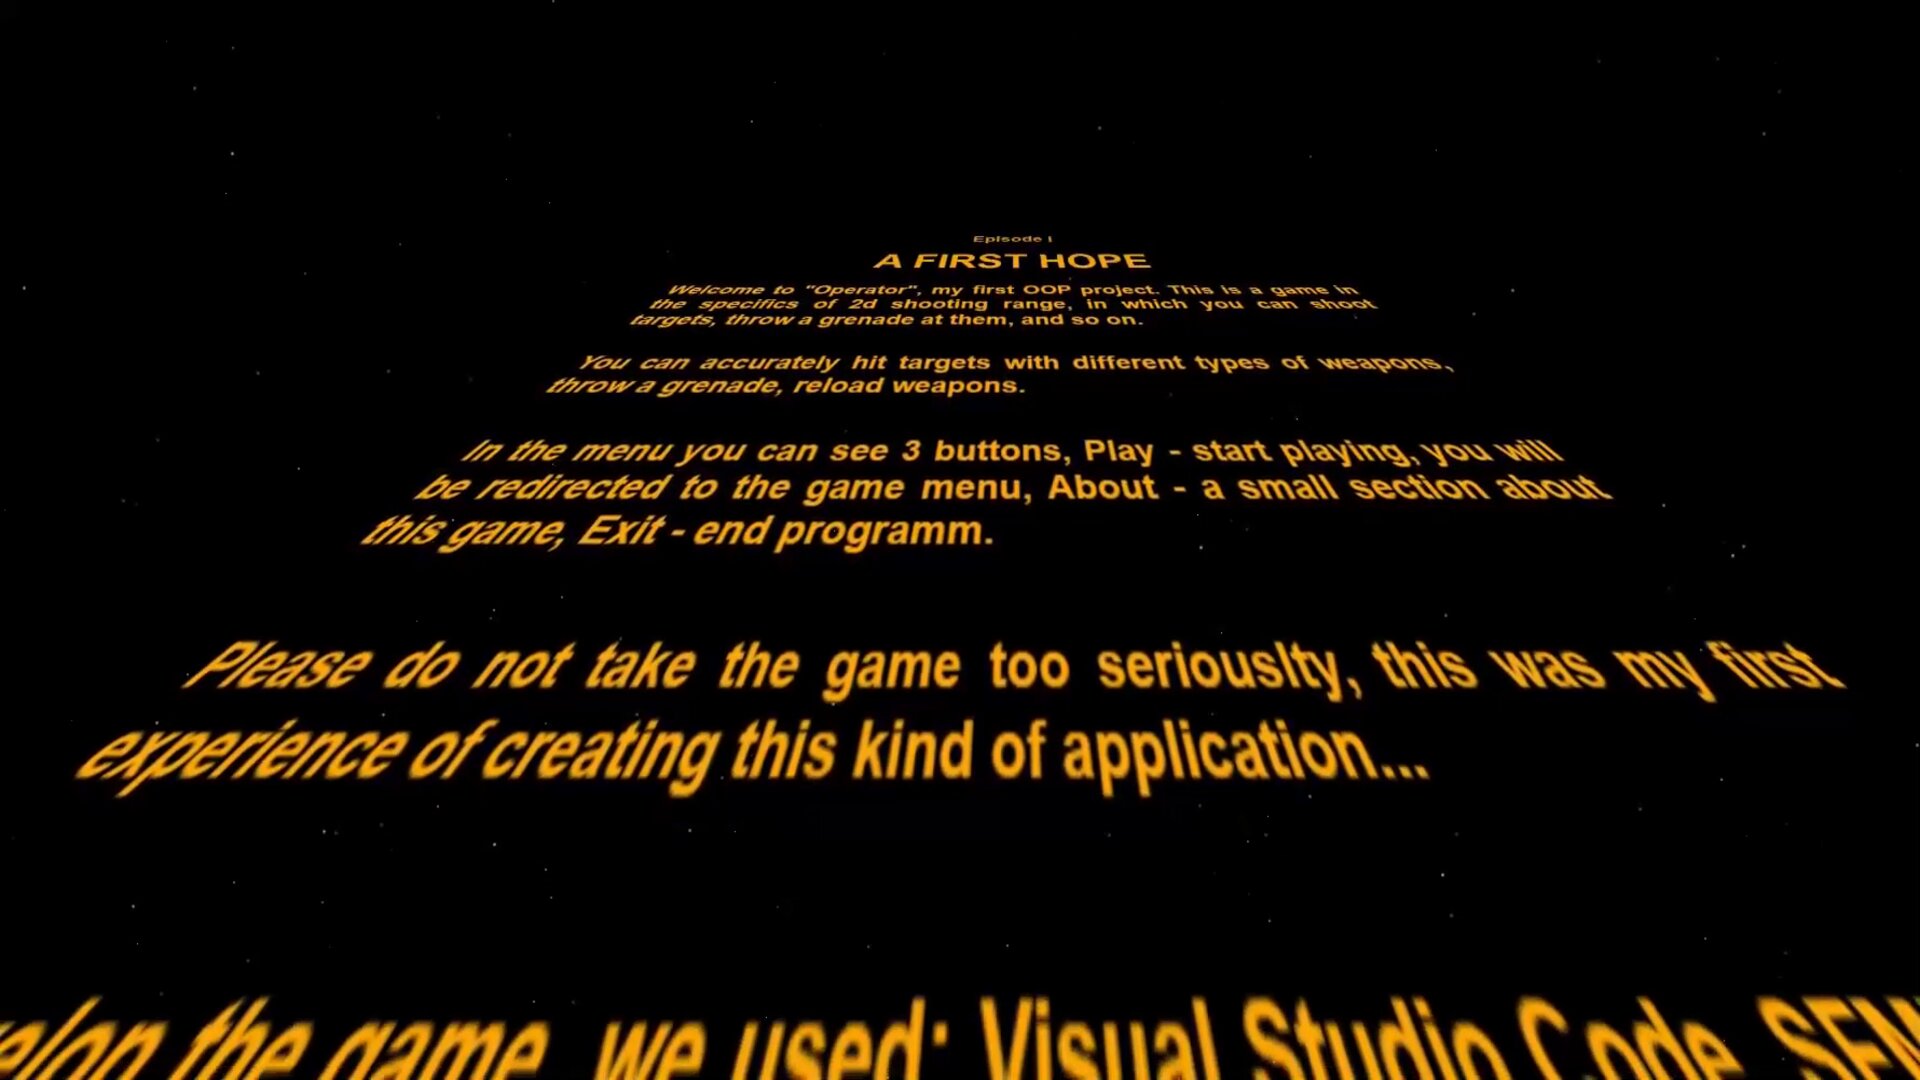 Episode I
A FIRST HOPE
Welcome to "Operator", my first OOP project. This is a game in
the specifics of 2d shooting range, in which you can shoot
targets, throw a grenade at them, and so on.
You can accurately hit targets with different types of weapons,
throw a grenade, reload weapons.
In the menu you can see 3 buttons, Play - start playing, you will
be redirected to the game menu, About - a small section about
this game, Exit - end programm.
Please do not take the game too seriouslty, this was my first
experience of creating this kind of application...
the game, we used: Visual Studio Code,